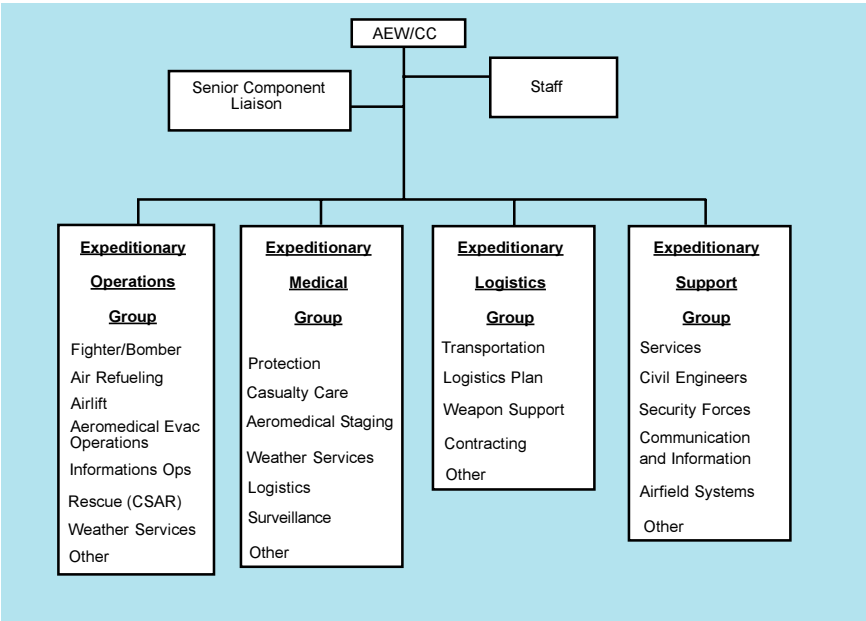 AEW/CC
Senior Component
Liaison
Staff
Expeditionary
Operations
Group
Fighter/Bomber
Air Refueling
Airlift
Aeromedical Evac
Operations
Informations Ops
Rescue (CSAR)
Weather Services
Other
Expeditionary
Medical
Group
Protection
Casualty Care
Aeromedical Staging
Weather Services
Logistics
Surveillance
Other
Expeditionary
Logistics
Group
Transportation
Logistics Plan
Weapon Support
Contracting
Other
Expeditionary
Support
Group
Services
Civil Engineers
Security Forces
Communication
and Information
Airfield Systems
Other